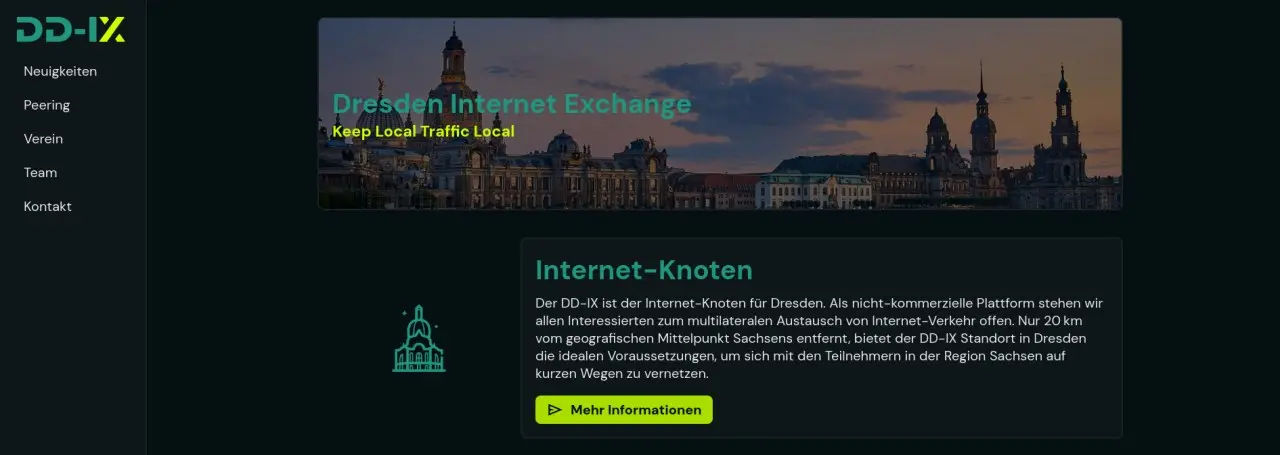 DD-IX
Neuigkeiten
Peering
Verein
Team
Kontakt
Dresden Internet Exchange
Keep Local Traffic Local
Internet-Knoten
Der DD-IX ist der Internet-Knoten für Dresden. Als nicht-kommerzielle Plattform stehen wir
allen Interessierten zum multilateralen Austausch von Internet-Verkehr offen. Nur 20 km
vom geografischen Mittelpunkt Sachsens entfernt, bietet der DD-IX Standort in Dresden
die idealen Voraussetzungen, um sich mit den Teilnehmern in der Region Sachsen auf
kurzen Wegen zu vernetzen.
Mehr Informationen